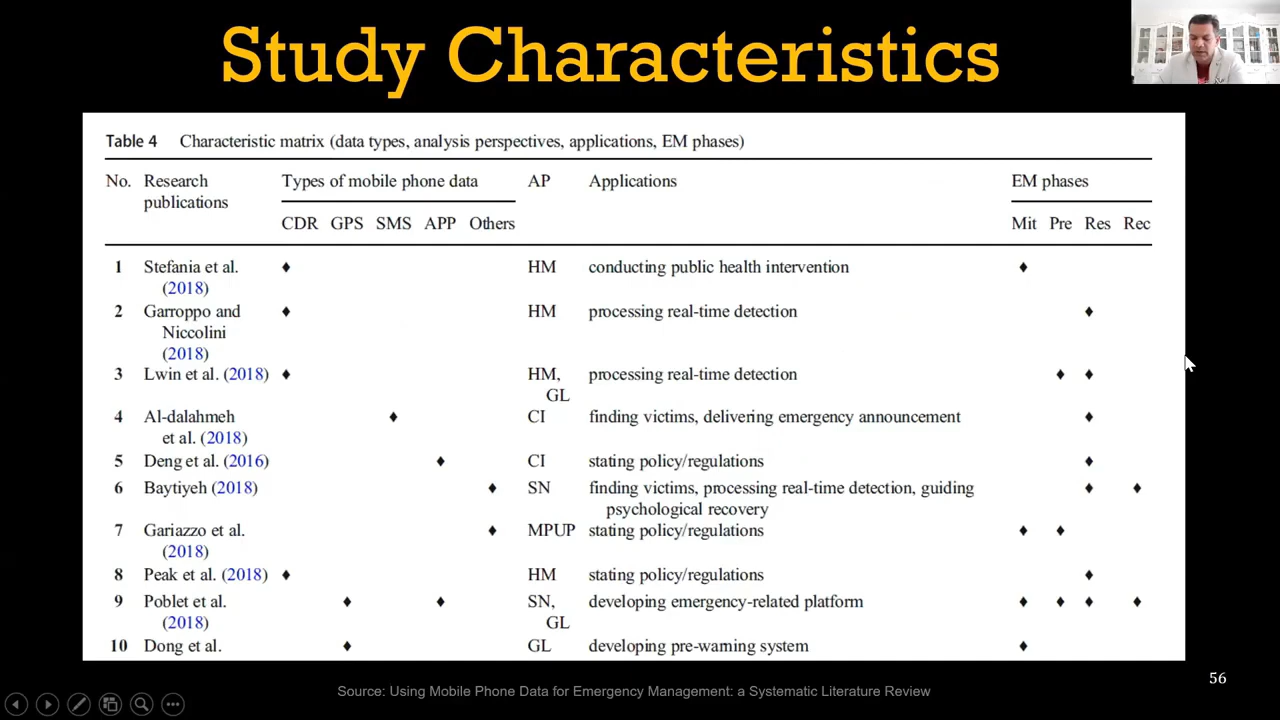 Study Characteristics
Table 4 Characteristic matrix (data types, analysis perspectives, applications, EM phases)
No. Research publications Types of mobile phone data AP Applications EM phases
CDR GPS SMS APP Others Mit Pre Res Rec
1 Stefania et al. ♦ HM conducting public health intervention ♦
(2018)
2 Garroppo and ♦ HM processing real-time detection ♦
Niccolini
(2018)
3 Lwin et al. (2018) ♦ HM, processing real-time detection ♦ ♦
GL
4 Al-dalahmeh ♦ CI finding victims, delivering emergency announcement ♦
et al. (2018)
5 Deng et al. (2016) ♦ CI stating policy/regulations ♦
6 Baytiyeh (2018) ♦ SN finding victims, processing real-time detection, guiding ♦ ♦
psychological recovery
7 Gariazzo et al. ♦ MPUP stating policy/regulations ♦ ♦
(2018)
8 Peak et al. (2018) ♦ HM stating policy/regulations ♦
9 Poblet et al. ♦ ♦ SN, developing emergency-related platform ♦ ♦ ♦ ♦
(2018) GL
10 Dong et al. ♦ GL developing pre-warning system ♦
Source: Using Mobile Phone Data for Emergency Management: a Systematic Literature Review
56